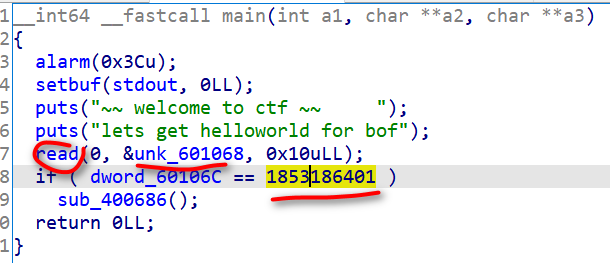 1 __int64 __fastcall main(int a1, char **a2, char **a3)
2 {
3 alarm(0x3Cu);
4 setbuf(stdout, 0LL);
5 puts("~~ welcome to ctf ~~     ");
6 puts("lets get helloworld for bof");
7 read(0, &unk_601068, 0x10uLL);
8 if ( dword_60106C == 1853186401 )
9 sub_400686();
0 return 0LL;
1 }